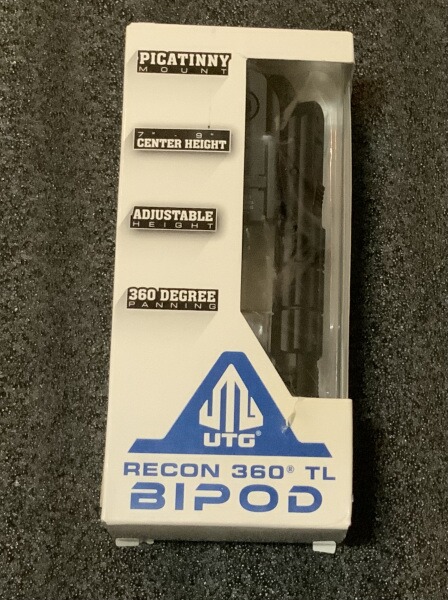 PICATINNY
MOUNT
7" - 9"
CENTER HEIGHT
ADJUSTABLE
HEIGHT
360 DEGREE
PANNING
UTG
UTG®
RECON 360® TL
BIPOD